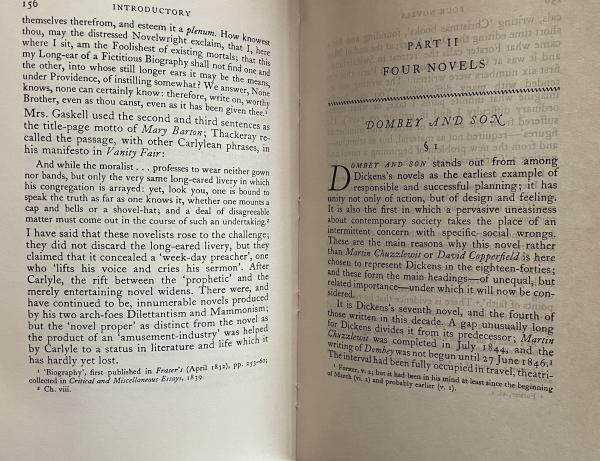 156 INTRODUCTORY
themselves therefrom, and esteem it a plenum. How knowest
thou, may the distressed Novelwright exclaim, that I, here
where I sit, am the Foolishest of existing mortals; that this
my Long-ear of a Fictitious Biography shall not find one and
the other, into whose still longer ears it may be the means,
under Providence, of instilling somewhat? We answer, None
knows, none can certainly know: therefore, write on, worthy
Brother, even as thou canst, even as it has been given thee.¹
Mrs. Gaskell used the second and third sentences as
the title-page motto of Mary Barton; Thackeray re-
called the passage, with other Carlylean phrases, in
his manifesto in Vanity Fair:
And while the moralist . . . professes to wear neither gown
nor bands, but only the very same long-eared livery in which
his congregation is arrayed: yet, look you, one is bound to
speak the truth as far as one knows it, whether one mounts a
cap and bells or a shovel-hat; and a deal of disagreeable
matter must come out in the course of such an undertaking.²
I have said that these novelists rose to the challenge;
they did not discard the long-eared livery, but they
claimed that it concealed a 'week-day preacher', one
who 'lifts his voice and cries his sermon'. After
Carlyle, the rift between the 'prophetic' and the
merely entertaining novel widens. There were, and
have continued to be, innumerable novels produced
by his two arch-foes Dilettantism and Mammonism;
but the 'novel proper' as distinct from the novel as
the product of an 'amusement-industry' was helped
by Carlyle to a status in literature and life which it
has hardly yet lost.
¹ 'Biography', first published in Fraser's (April 1832), pp. 253–60;
collected in Critical and Miscellaneous Essays, 1839.
² Ch. viii.
PART II
FOUR NOVELS
DOMBEY AND SON
§ 1
DOMBEY AND SON stands out from among
Dickens's novels as the earliest example of
responsible and successful planning; it has
unity not only of action, but of design and feeling.
It is also the first in which a pervasive uneasiness
about contemporary society takes the place of an
intermittent concern with specific social wrongs.
These are the main reasons why this novel rather
than Martin Chuzzlewit or David Copperfield is here
chosen to represent Dickens in the eighteen-forties;
and these form the main headings—of unequal, but
related importance—under which it will now be con-
sidered.
It is Dickens's seventh novel, and the fourth of
those written in this decade. A gap unusually long
for Dickens divides it from its predecessor; Martin
Chuzzlewit was completed in July 1844, and the
writing of Dombey was not begun until 27 June 1846.¹
The interval had been fully occupied in travel, theatri-
¹ Forster, v. 2; but it had been in his mind at least since the beginning
of March (vi. 2) and probably earlier (v. 1).